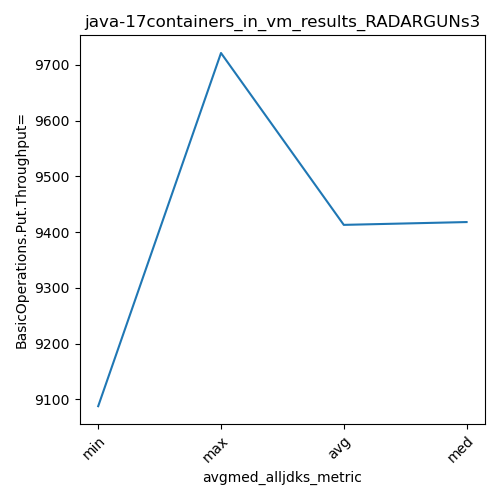 java-17containers_in_vm_results_RADARGUNs3
BasicOperations.Put.Throughput=
9700
9600
9500
9400
9300
9200
9100
min
max
avg
med
avgmed_alljdks_metric